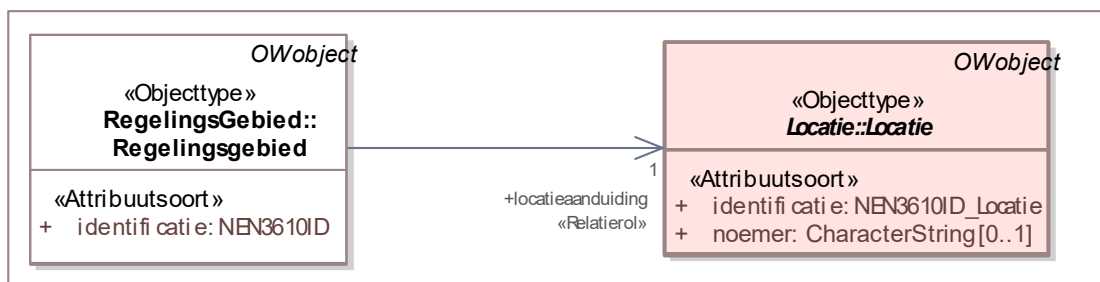 OWobject
«Objecttype»
RegelingsGebied::
Regelingsgebied
«Attribuutsoort»
+ identificatie: NEN3610ID
1
+locatieaanduiding
«Relatierol»
OWobject
«Objecttype»
Locatie::Locatie
«Attribuutsoort»
+ identificatie: NEN3610ID_Locatie
+ noemer: CharacterString [0..1]